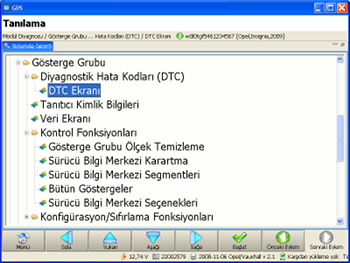 GDS
Tanılama
Modül Diyagnozu / Gösterge Grubu ... Hata Kodları (DTC) / DTC Ekranı w0l0tgf5461234567 (Opel,Insignia,2009)
Sistemde Gezinti
Gösterge Grubu
Diyagnostik Hata Kodları (DTC)
DTC Ekranı
Tanıtıcı Kimlik Bilgileri
Veri Ekranı
Kontrol Fonksiyonları
Gösterge Grubu Ölçek Temizleme
Sürücü Bilgi Merkezi Karartma
Sürücü Bilgi Merkezi Segmentleri
Bütün Göstergeler
Sürücü Bilgi Merkezi Seçenekleri
Konfigürasyon/Sıfırlama Fonksiyonları
Menü Sola Yukarı Aşağı Sağa Başlat Önceki Eylem Sonraki Eylem
12,74 V 22082579 2008-11-06 Opel/Vauxhall v 2.1 Kargodan yükleme yok